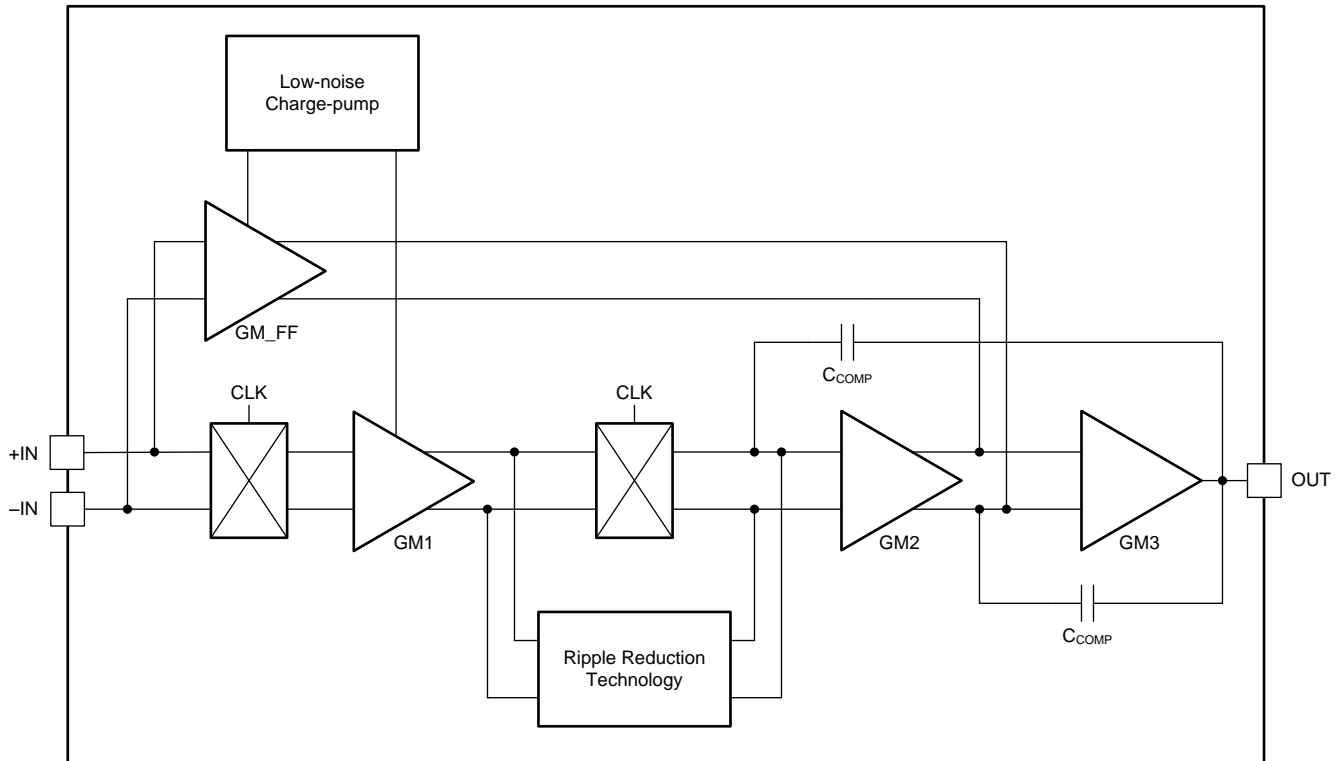 Low-noise
Charge-pump
GM_FF
CCOMP
CLK
CLK
+IN
–IN
OUT
GM1
GM2
GM3
CCOMP
Ripple Reduction
Technology